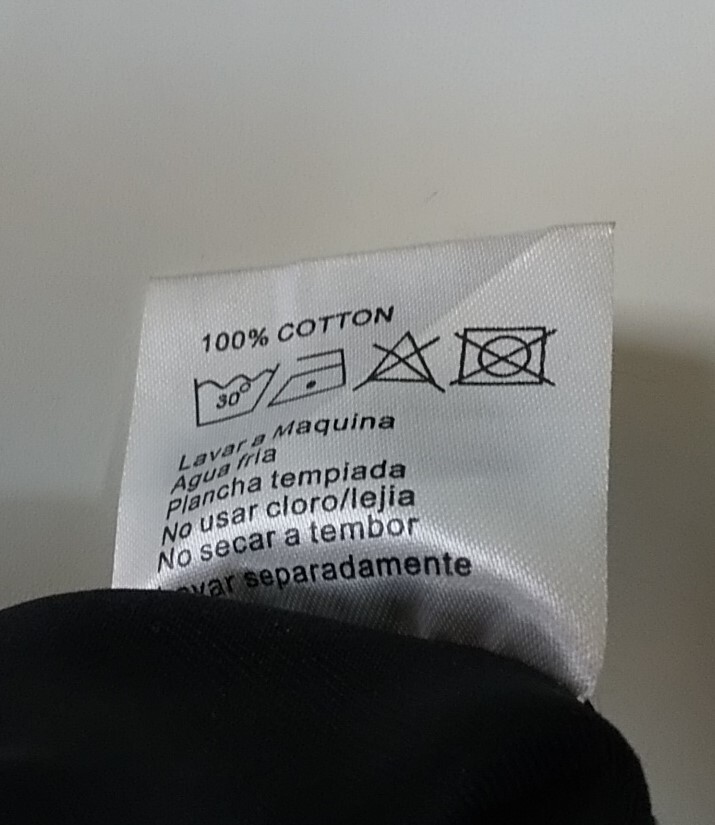 100% COTTON
30°
Lavar a Maquina
Agua fria
Plancha tempiada
No usar cloro/lejia
No secar a tembor
separadamente